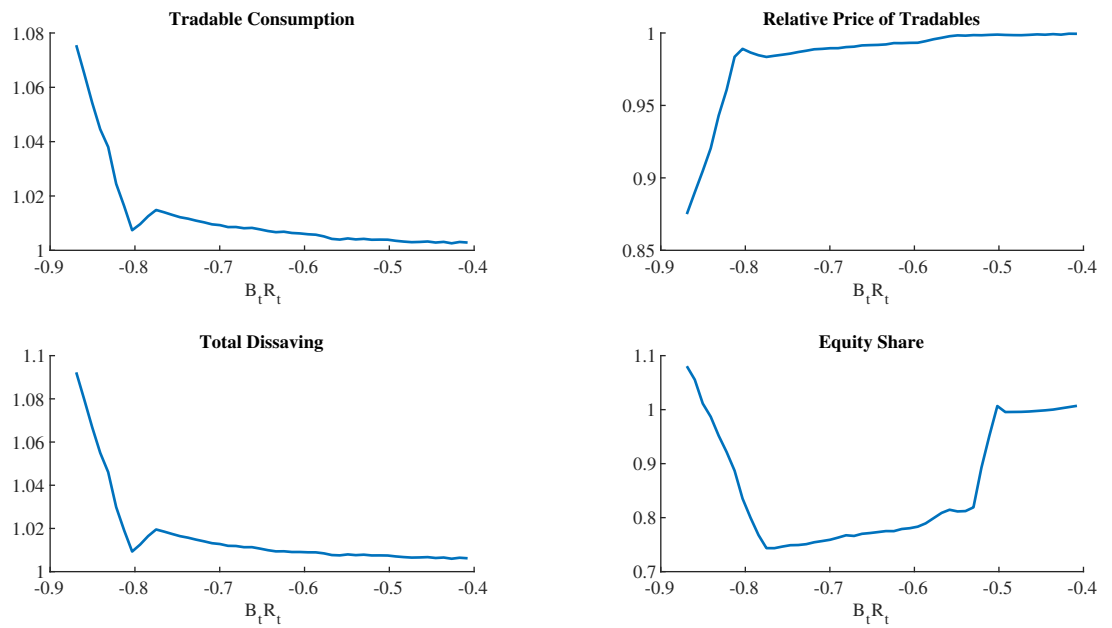 Tradable Consumption
1.08
1.06
1.04
1.02
1
-0.9 -0.8 -0.7 -0.6 -0.5 -0.4
B_tR_t
Relative Price of Tradables
1
0.95
0.9
0.85
-0.9 -0.8 -0.7 -0.6 -0.5 -0.4
B_tR_t
Total Dissaving
1.1
1.08
1.06
1.04
1.02
1
-0.9 -0.8 -0.7 -0.6 -0.5 -0.4
B_tR_t
Equity Share
1.1
1
0.9
0.8
0.7
-0.9 -0.8 -0.7 -0.6 -0.5 -0.4
B_tR_t